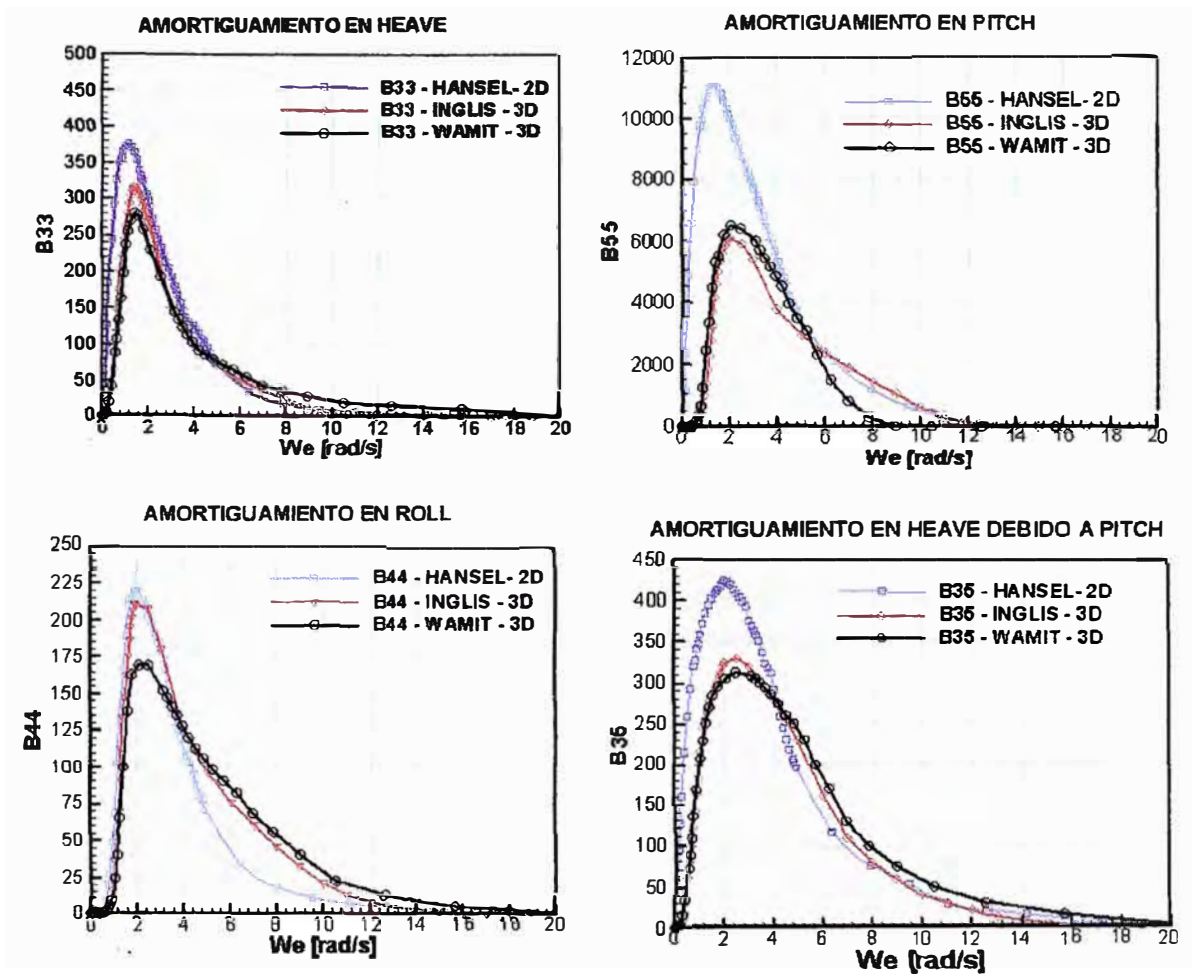 AMORTIGUAMIENTO EN HEAVE
500
450
400
350
300
250
200
150
100
50
0
B33
B33 - HANSEL - 2D
B33 - INGLIS - 3D
B33 - WAMIT - 3D
0 2 4 6 8 10 12 14 16 18 20
We [rad/s]
AMORTIGUAMIENTO EN PITCH
12000
10000
8000
6000
4000
2000
0
B55
B55 - HANSEL - 2D
B55 - INGLIS - 3D
B55 - WAMIT - 3D
0 2 4 6 8 10 12 14 16 18 20
We [rad/s]
AMORTIGUAMIENTO EN ROLL
250
225
200
175
150
125
100
75
50
25
0
B44
B44 - HANSEL - 2D
B44 - INGLIS - 3D
B44 - WAMIT - 3D
0 2 4 6 8 10 12 14 16 18 20
We [rad/s]
AMORTIGUAMIENTO EN HEAVE DEBIDO A PITCH
450
400
350
300
250
200
150
100
50
0
B35
B35 - HANSEL - 2D
B35 - INGLIS - 3D
B35 - WAMIT - 3D
0 2 4 6 8 10 12 14 16 18 20
We [rad/s]